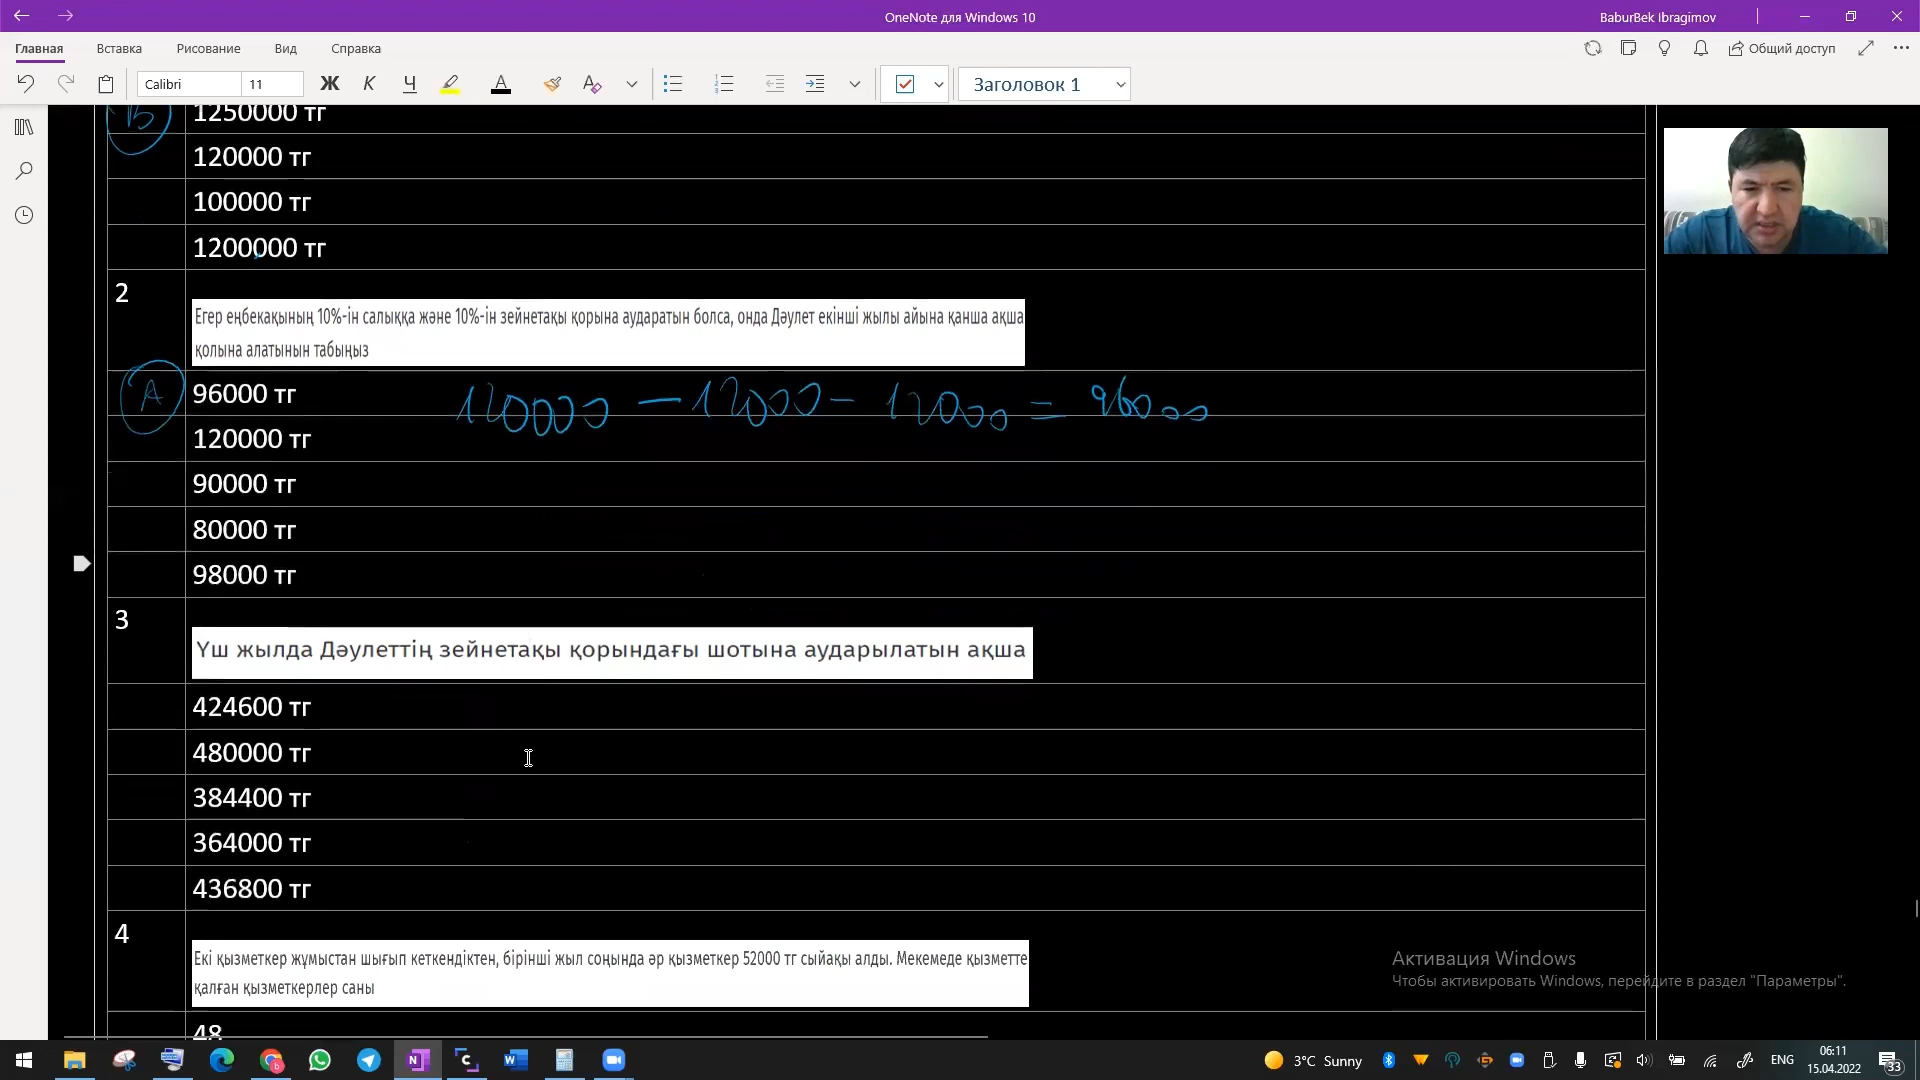 OneNote для Windows 10
BaburBek Ibragimov
Главная Вставка Рисование Вид Справка
Общий доступ
Calibri 11 Ж К Ч А
Заголовок 1
B 1250000 тг
120000 тг
100000 тг
1200000 тг
2
Егер еңбекақының 10%-ін салыққа және 10%-ін зейнетақы қорына аударатын болса, онда Дәулет екінші жылы айына қанша ақша
қолына алатынын табыңыз
A 96000 тг
120000 - 12000 - 12000 = 96000
120000 тг
90000 тг
80000 тг
98000 тг
3
Үш жылда Дәулеттің зейнетақы қорындағы шотына аударылатын ақша
424600 тг
480000 тг
384400 тг
364000 тг
436800 тг
4
Екі қызметкер жұмыстан шығып кеткендіктен, бірінші жыл соңында әр қызметкер 52000 тг сыйақы алды. Мекемеде қызметте
қалған қызметкерлер саны
48
Активация Windows
Чтобы активировать Windows, перейдите в раздел "Параметры".
3°C Sunny
ENG
06:11
15.04.2022
33